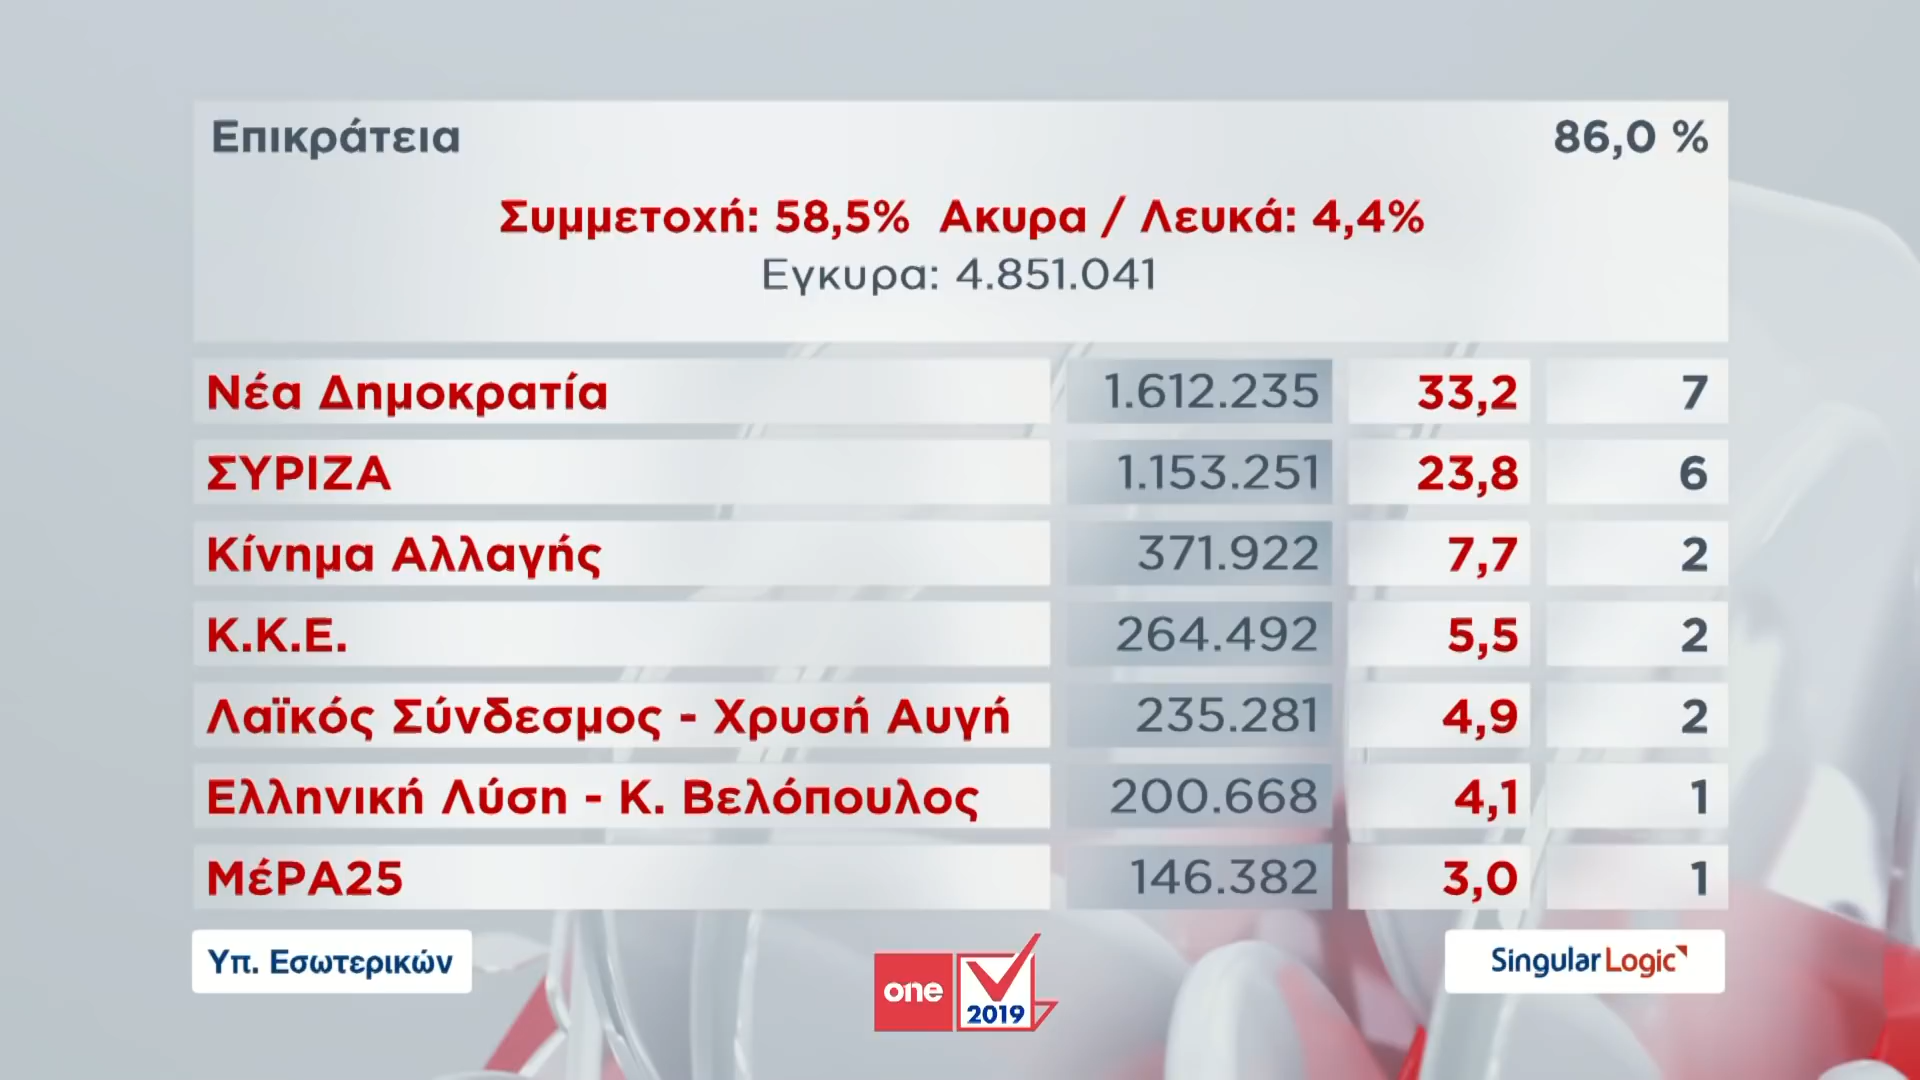 Επικράτεια 86,0 %
Συμμετοχή: 58,5% Ακυρα / Λευκά: 4,4%
Εγκυρα: 4.851.041
Νέα Δημοκρατία 1.612.235 33,2 7
ΣΥΡΙΖΑ 1.153.251 23,8 6
Κίνημα Αλλαγής 371.922 7,7 2
Κ.Κ.Ε. 264.492 5,5 2
Λαϊκός Σύνδεσμος - Χρυσή Αυγή 235.281 4,9 2
Ελληνική Λύση - Κ. Βελόπουλος 200.668 4,1 1
ΜέΡΑ25 146.382 3,0 1
Υπ. Εσωτερικών
one 2019
SingularLogic